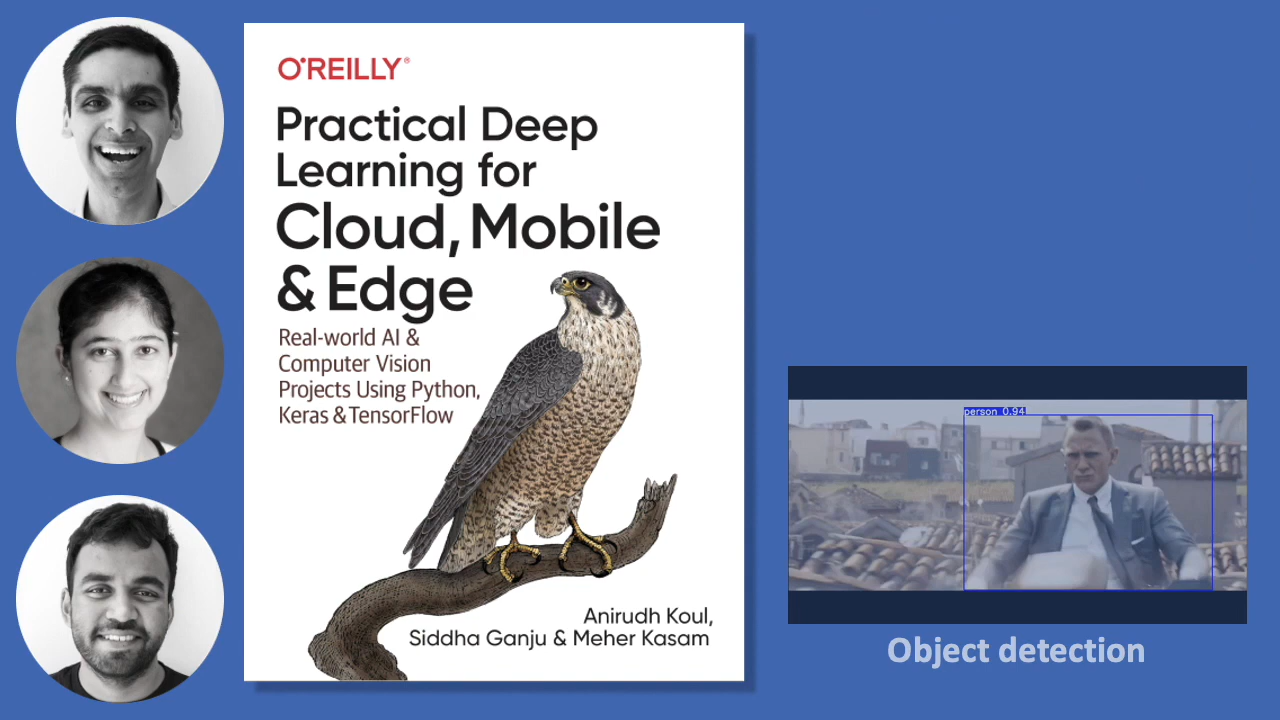 O'REILLY®
Practical Deep
Learning for
Cloud, Mobile
& Edge
Real-world AI &
Computer Vision
Projects Using Python,
Keras & TensorFlow
Anirudh Koul,
Siddha Ganju & Meher Kasam
person 0.94
Object detection